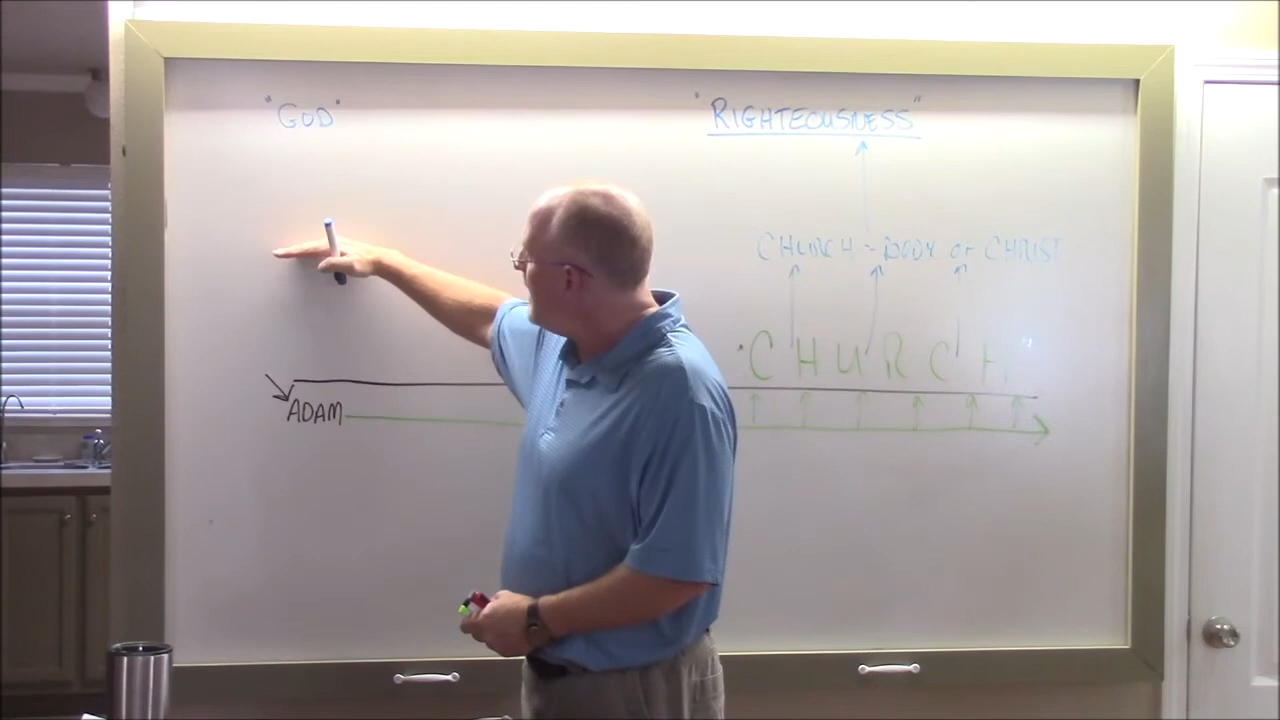 "GOD"
"RIGHTEOUSNESS"
CHURCH - BODY OF CHRIST
"CHURCH"
ADAM